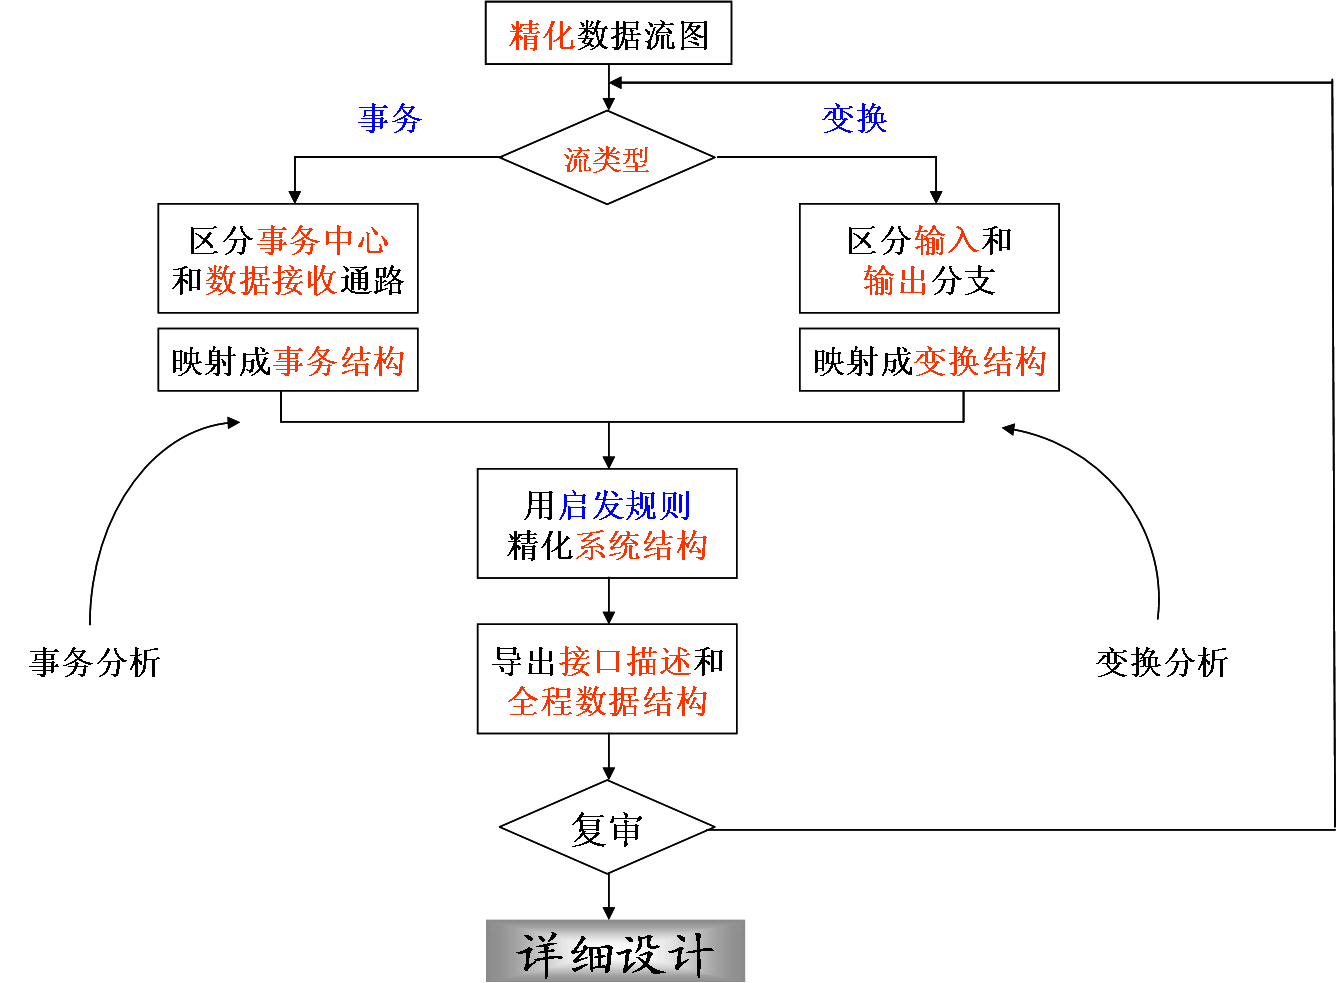 精化数据流图
事务
变换
流类型
区分事务中心
和数据接收通路
区分输入和
输出分支
映射成事务结构
映射成变换结构
用启发规则
精化系统结构
事务分析
变换分析
导出接口描述和
全程数据结构
复审
详细设计